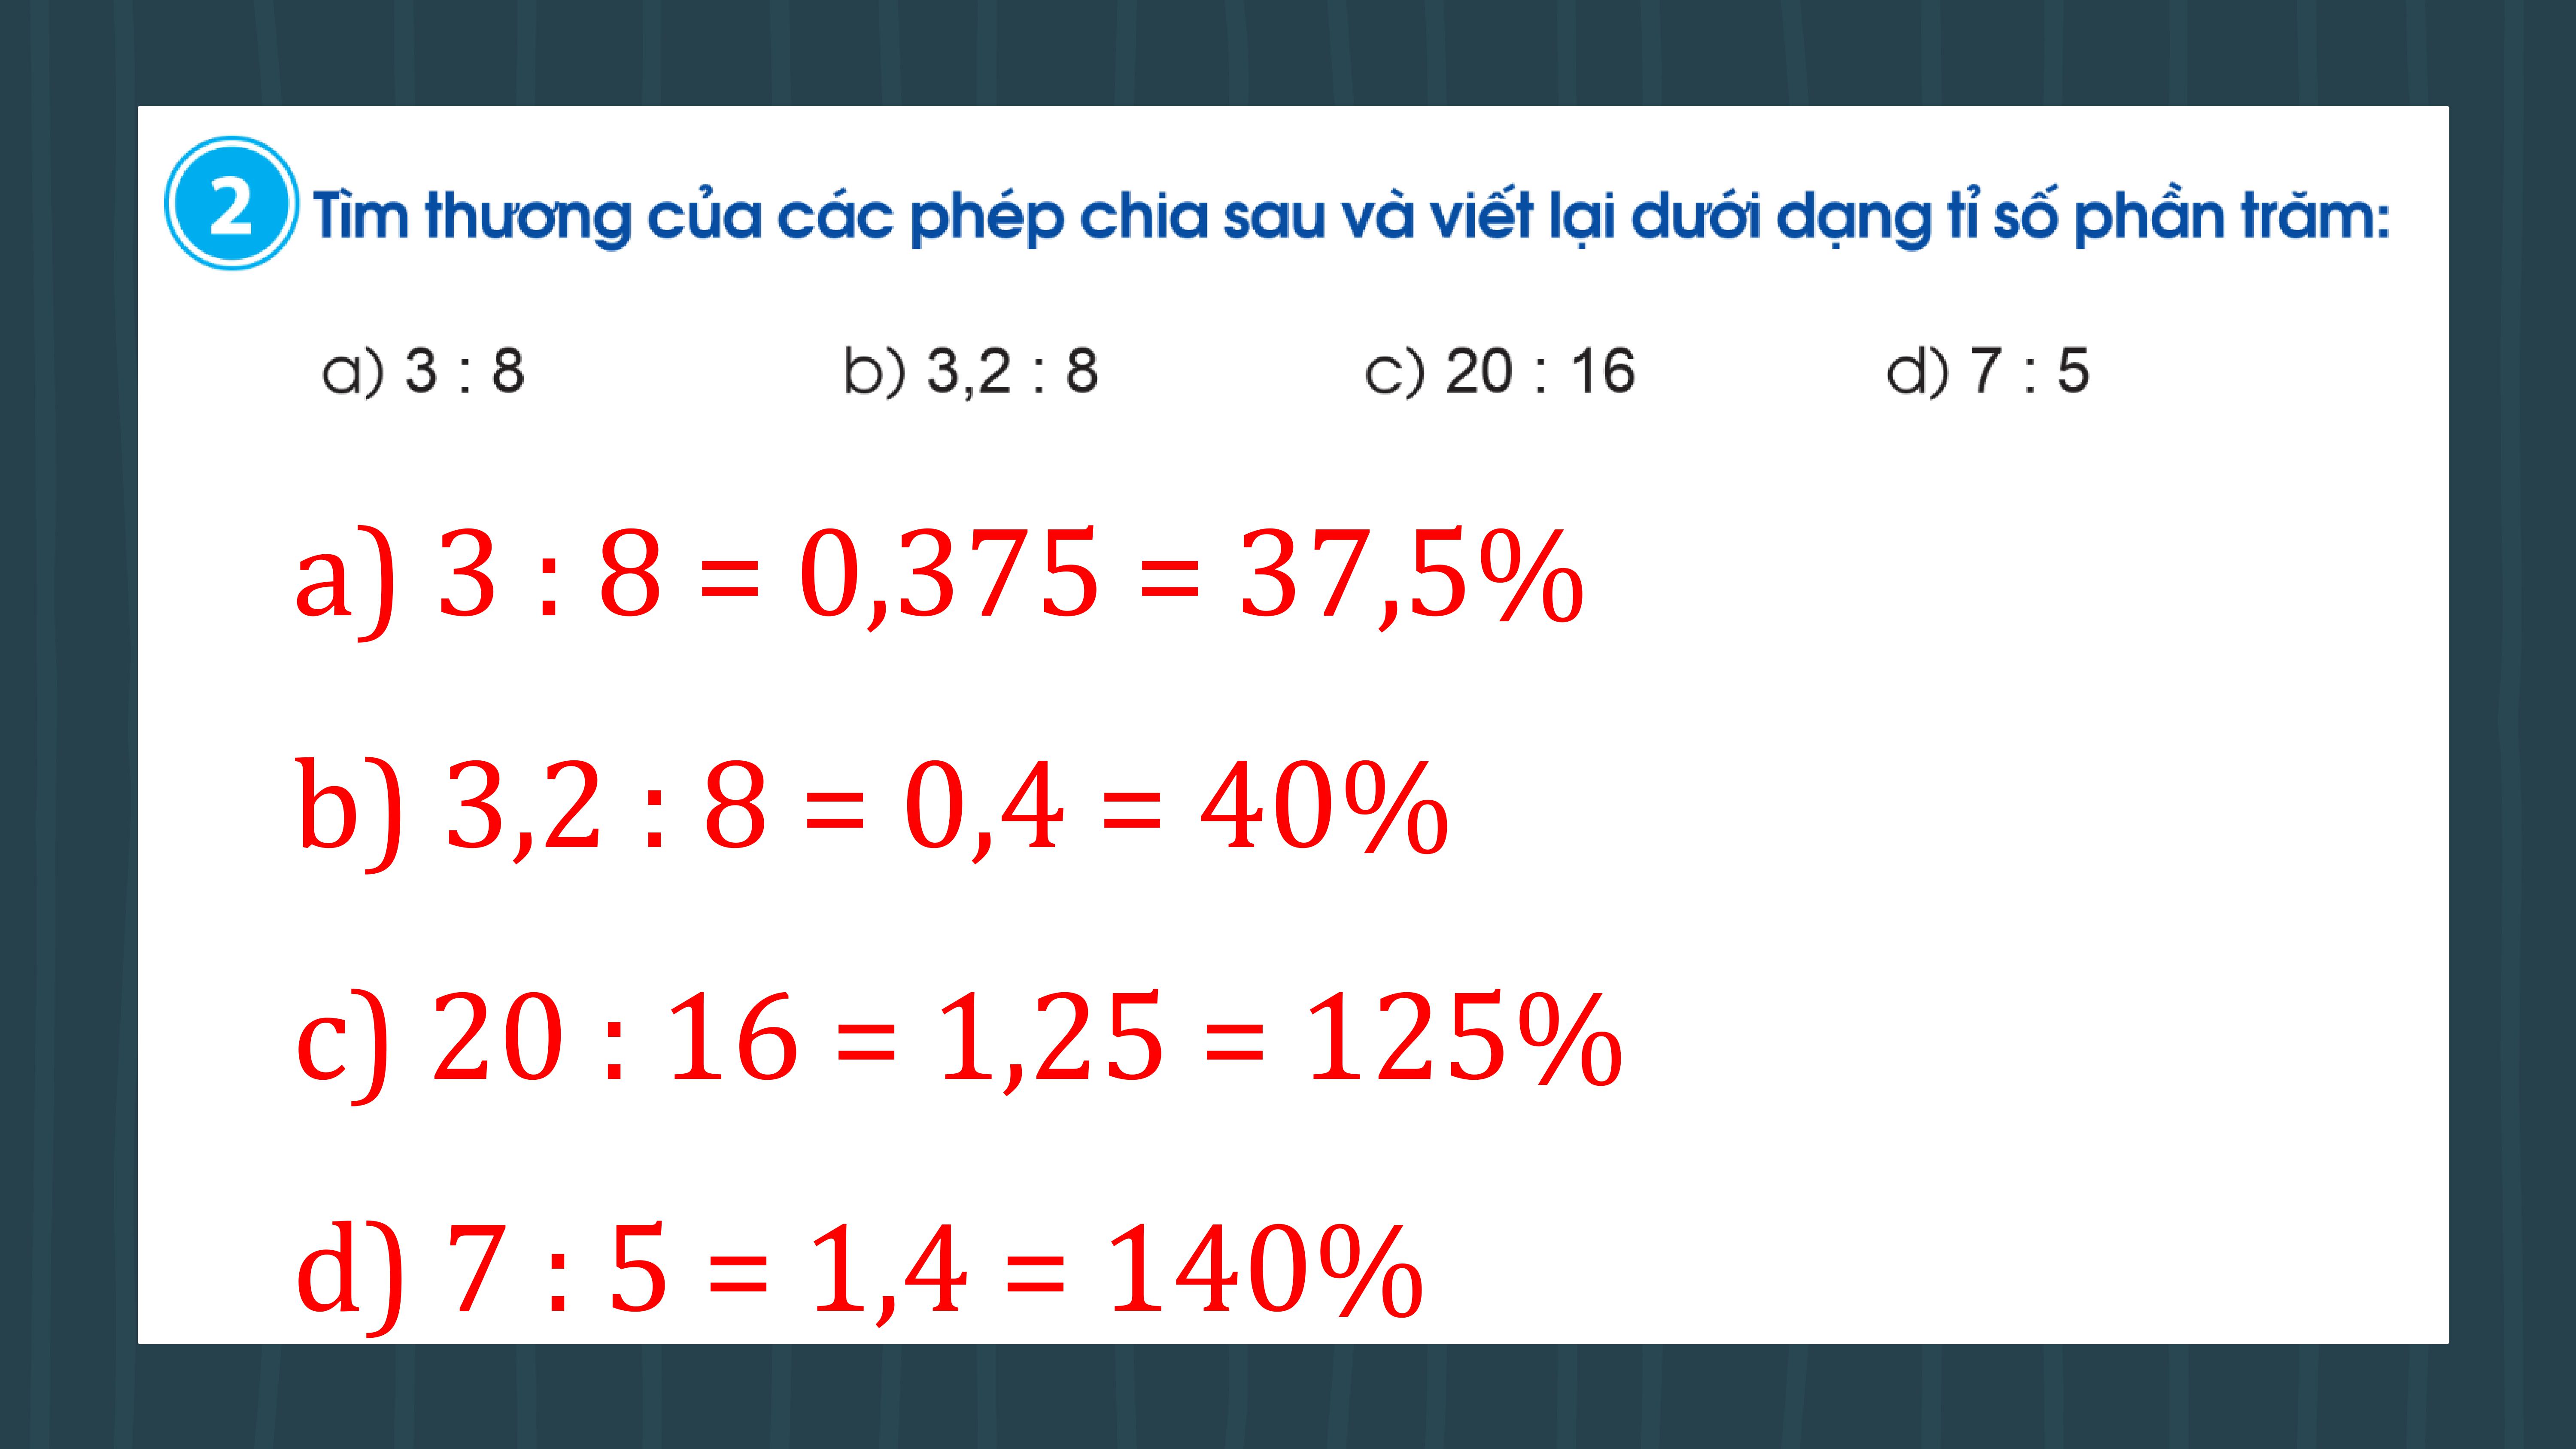 2 Tìm thương của các phép chia sau và viết lại dưới dạng tỉ số phần trăm:
a) 3 : 8 b) 3,2 : 8 c) 20 : 16 d) 7 : 5
a) 3 : 8 = 0,375 = 37,5%
b) 3,2 : 8 = 0,4 = 40%
c) 20 : 16 = 1,25 = 125%
d) 7 : 5 = 1,4 = 140%